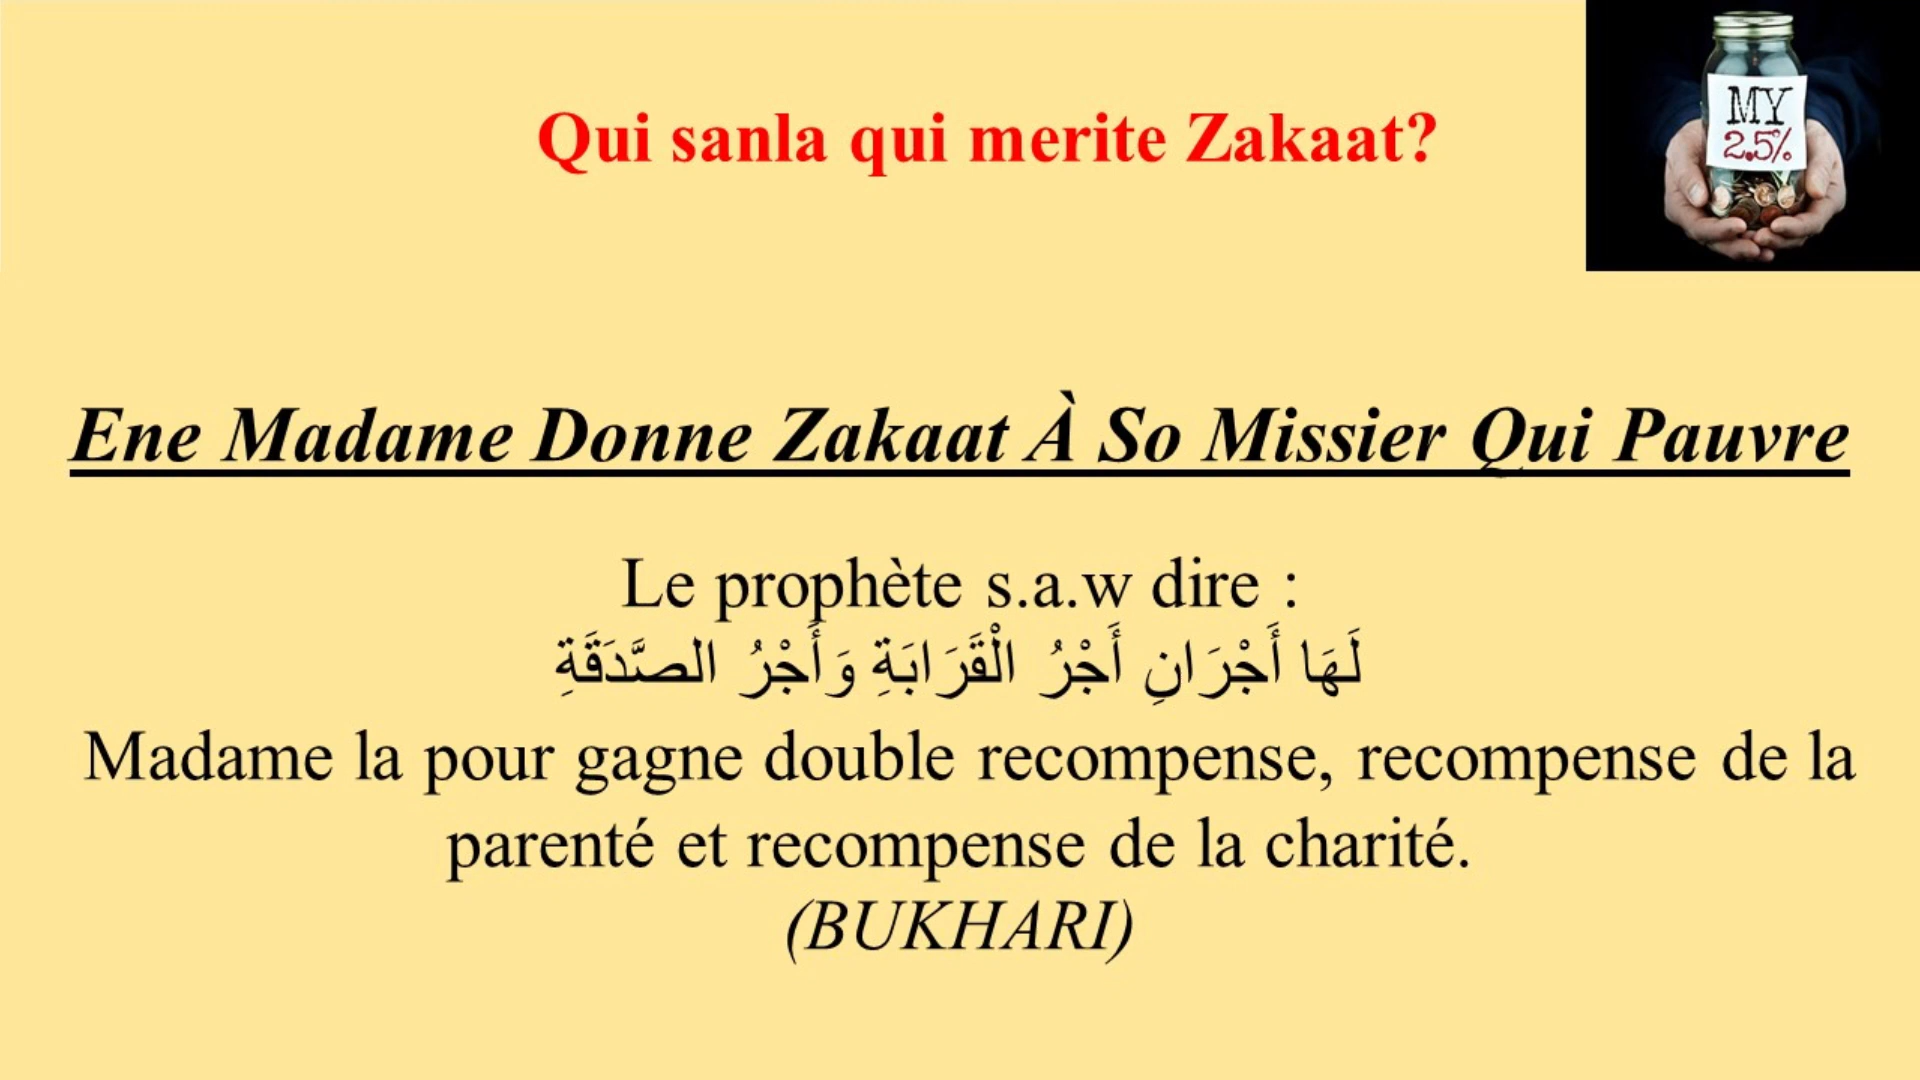 Qui sanla qui merite Zakaat?
MY
2.5%
Ene Madame Donne Zakaat À So Missier Qui Pauvre
Le prophète s.a.w dire :
لَهَا أَجْرَانِ أَجْرُ الْقَرَابَةِ وَأَجْرُ الصَّدَقَةِ
Madame la pour gagne double recompense, recompense de la
parenté et recompense de la charité.
(BUKHARI)